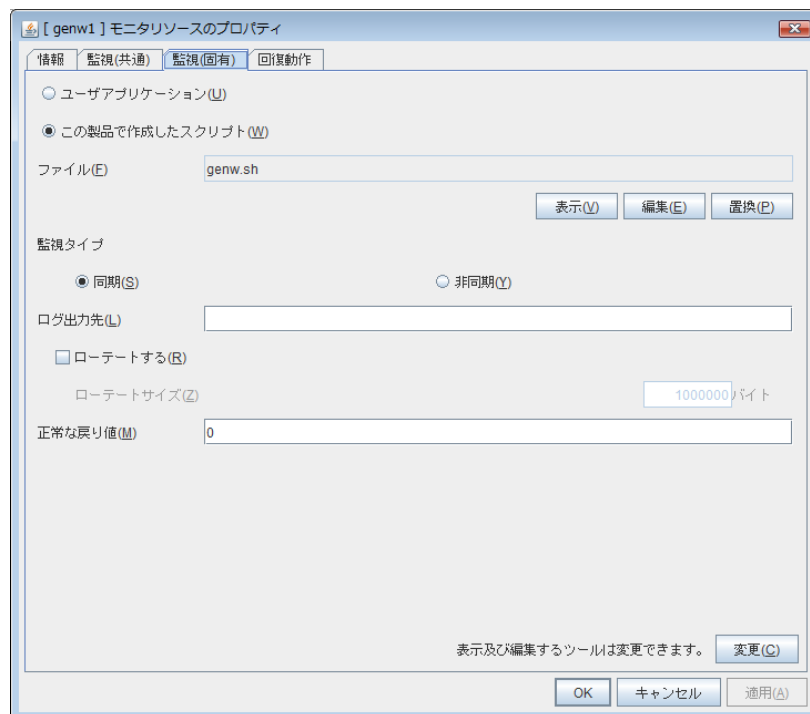 [ genw1 ] モニタリソースのプロパティ
情報 監視(共通) 監視(固有) 回復動作
ユーザアプリケーション(U)
この製品で作成したスクリプト(W)
ファイル(F) genw.sh
表示(V) 編集(E) 置換(P)
監視タイプ
同期(S) 非同期(Y)
ログ出力先(L)
ローテートする(R)
ローテートサイズ(Z) 1000000 バイト
正常な戻り値(M) 0
表示及び編集するツールは変更できます。 変更(C)
OK キャンセル 適用(A)